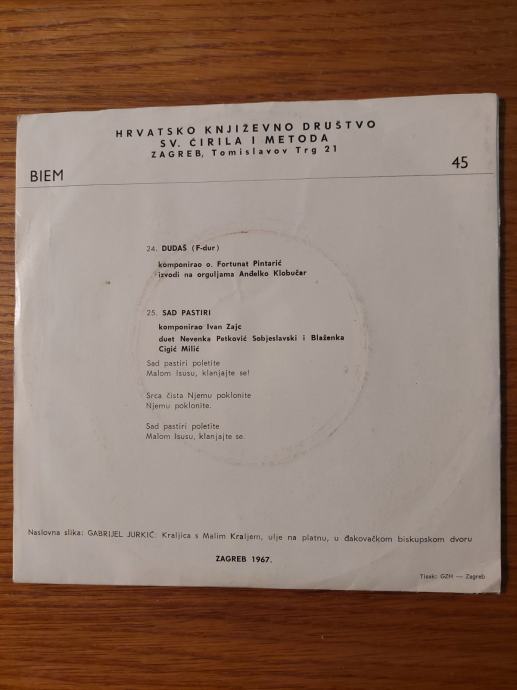 HRVATSKO KNJIŽEVNO DRUŠTVO
SV. ĆIRILA I METODA
ZAGREB, Tomislavov Trg 21
BIEM
45
24. DUDAŠ (F-dur)
komponirao o. Fortunat Pintarić
izvodi na orguljama Anđelko Klobučar
25. SAD PASTIRI
komponirao Ivan Zajc
duet Nevenka Petković Sobjeslavski i Blaženka
Cigić Milić
Sad pastiri poletite
Malom Isusu, klanjajte se!
Srca čista Njemu poklonite
Njemu poklonite.
Sad pastiri poletite
Malom Isusu, klanjajte se.
Naslovna slika: GABRIJEL JURKIĆ: Kraljica s Malim Kraljem, ulje na platnu, u đakovačkom biskupskom dvoru
ZAGREB 1967.
Tisak: GZH — Zagreb